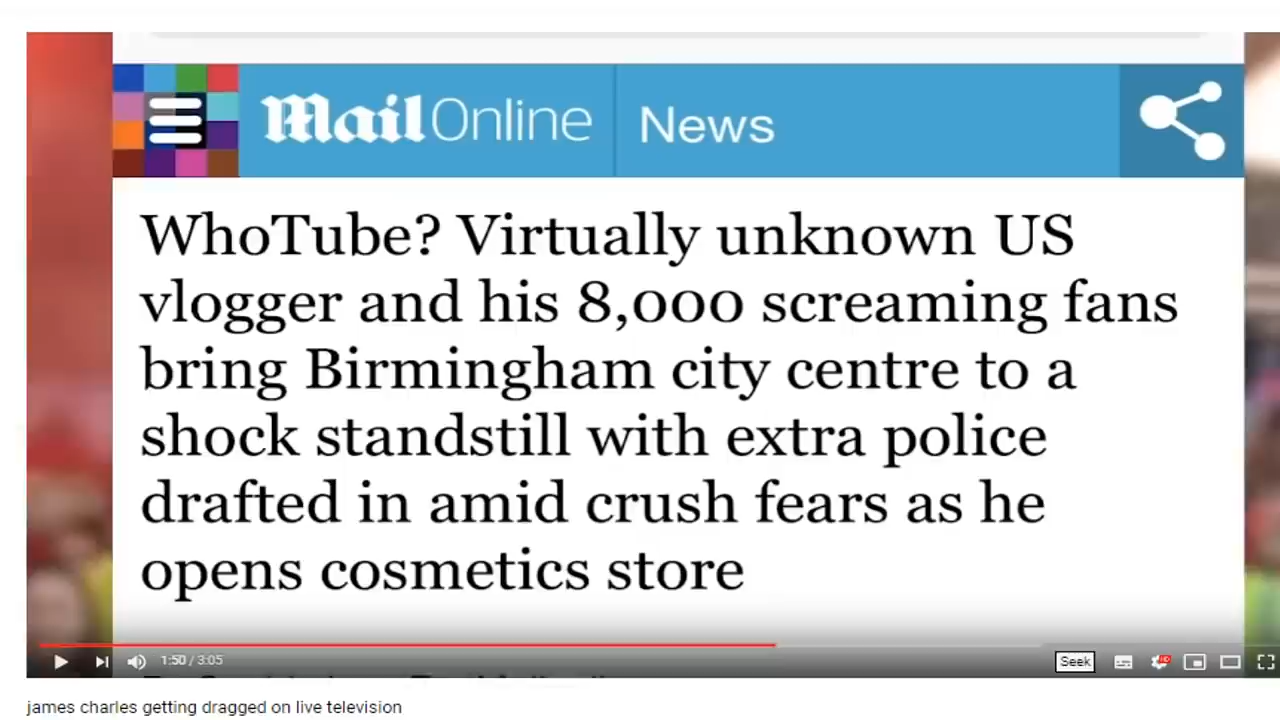 Mail Online News
WhoTube? Virtually unknown US
vlogger and his 8,000 screaming fans
bring Birmingham city centre to a
shock standstill with extra police
drafted in amid crush fears as he
opens cosmetics store
1:50 / 3:05
Seek
HD
james charles getting dragged on live television